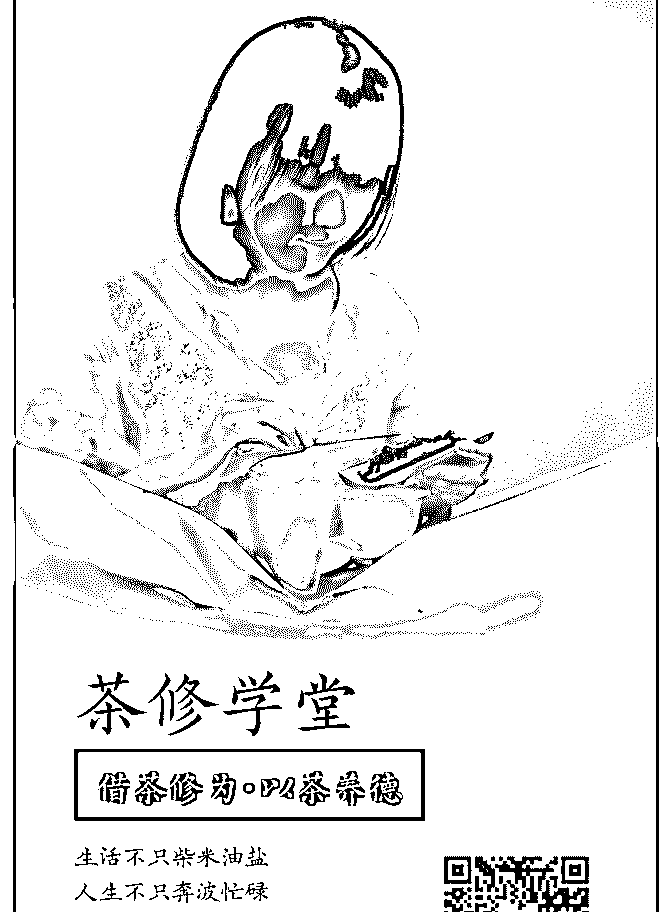 茶修学堂
借茶修为·以茶养德
生活不只柴米油盐
人生不只奔波忙碌